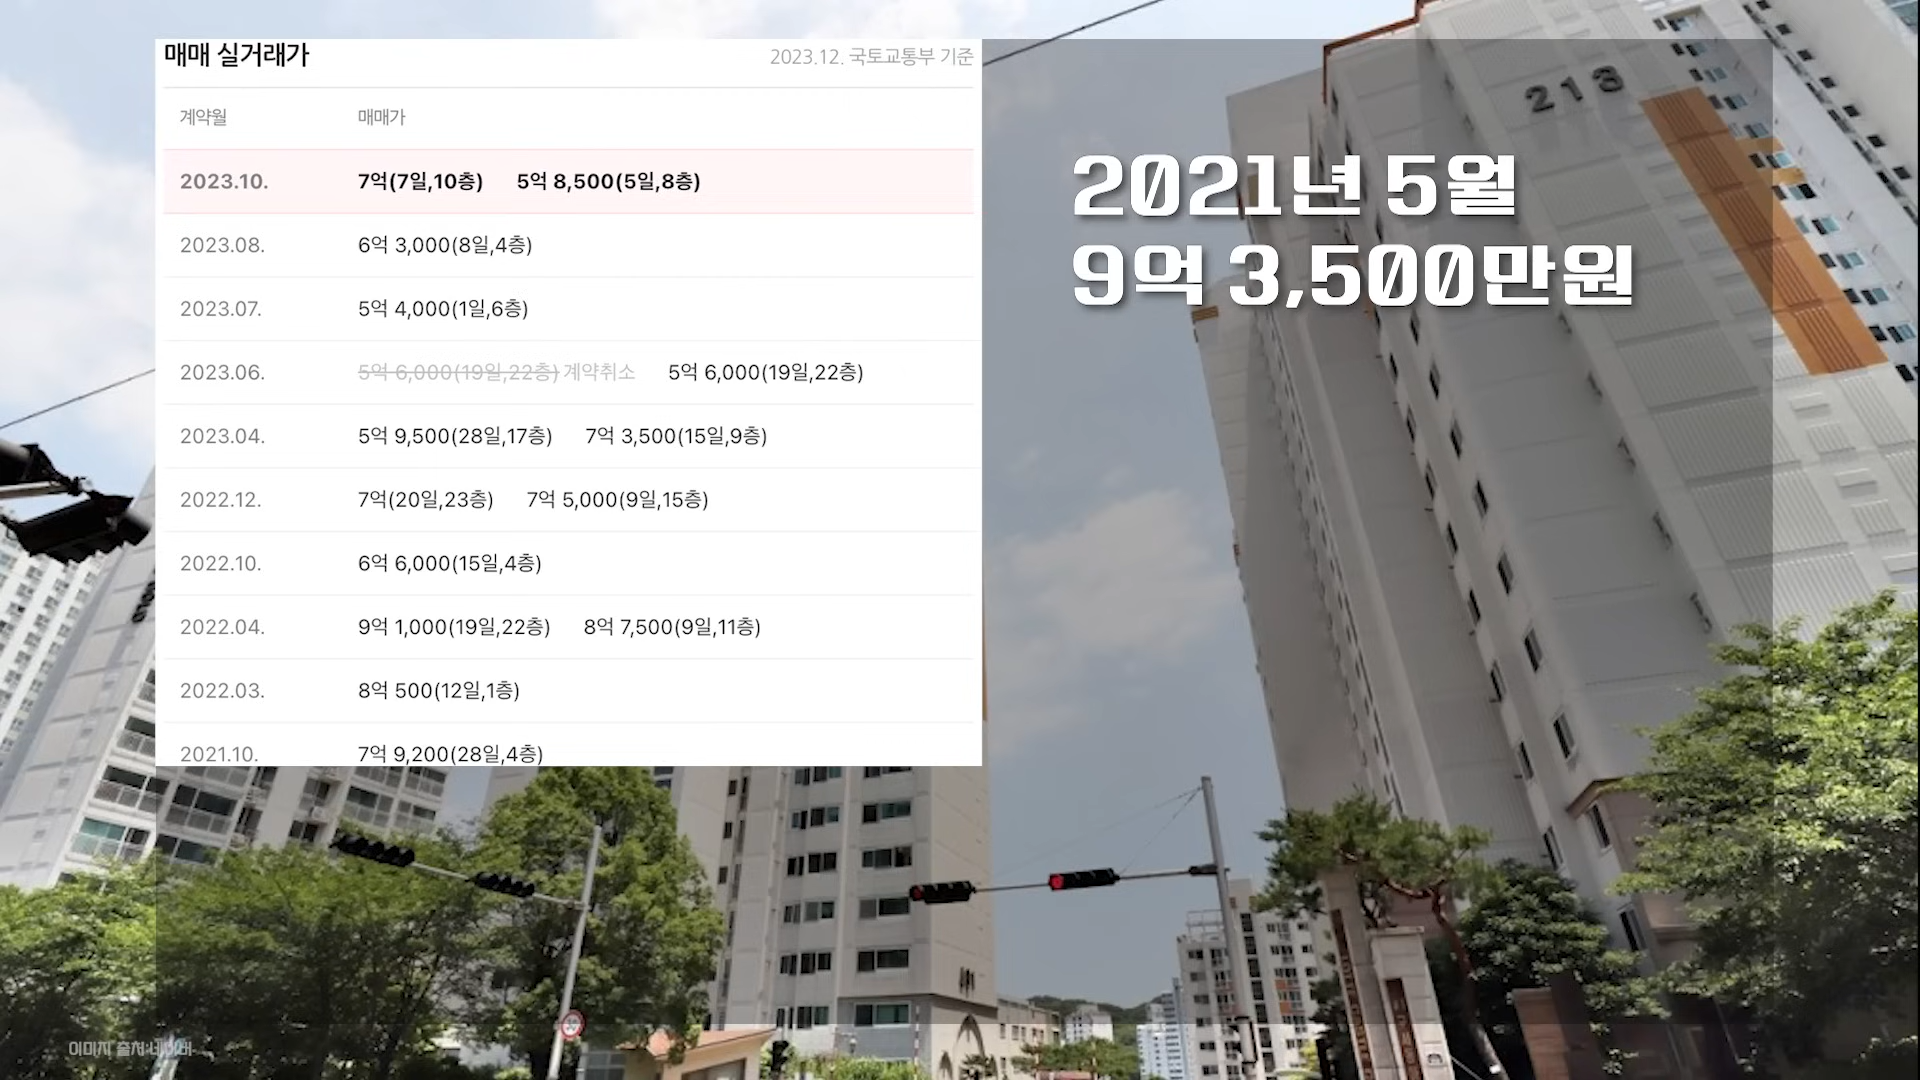 매매 실거래가
2023.12. 국토교통부 기준
계약월 매매가
2023.10. 7억(7일,10층) 5억 8,500(5일,8층)
2023.08. 6억 3,000(8일,4층)
2023.07. 5억 4,000(1일,6층)
2023.06. 5억 6,000(19일,22층) 계약취소 5억 6,000(19일,22층)
2023.04. 5억 9,500(28일,17층) 7억 3,500(15일,9층)
2022.12. 7억(20일,23층) 7억 5,000(9일,15층)
2022.10. 6억 6,000(15일,4층)
2022.04. 9억 1,000(19일,22층) 8억 7,500(9일,11층)
2022.03. 8억 500(12일,1층)
2021.10. 7억 9,200(28일,4층)
2021년 5월
9억 3,500만원
213
이미지 출처:네이버